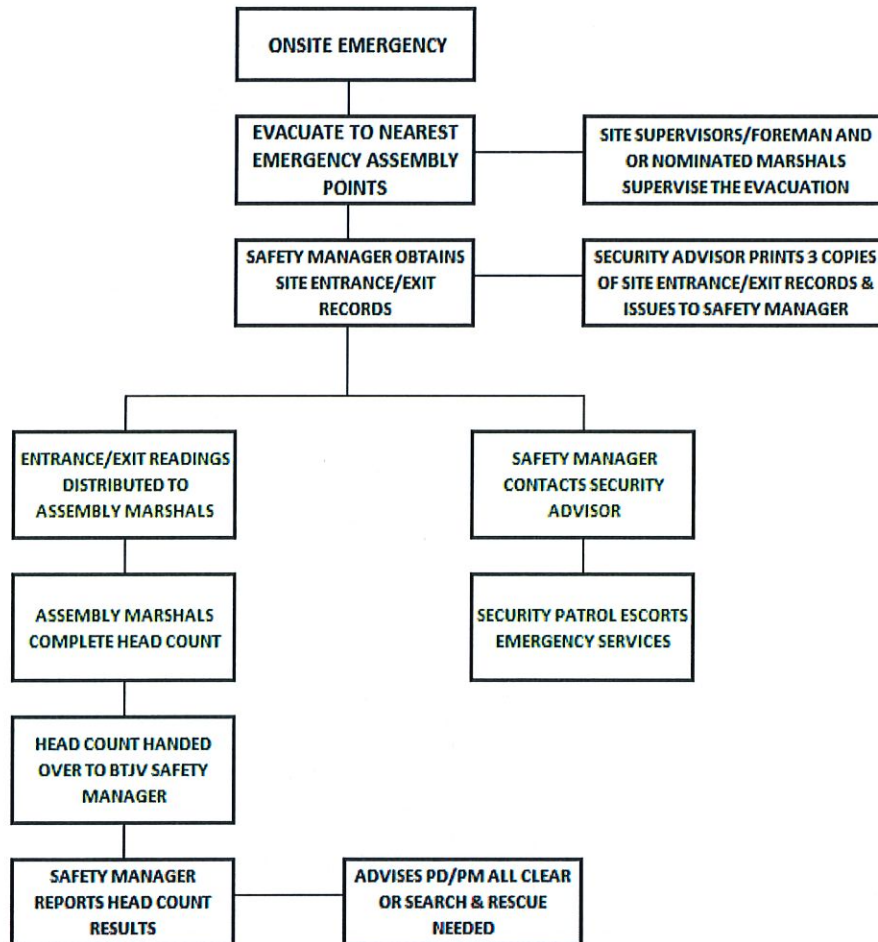 ONSITE EMERGENCY
EVACUATE TO NEAREST
EMERGENCY ASSEMBLY
POINTS
SITE SUPERVISORS/FOREMAN AND
OR NOMINATED MARSHALS
SUPERVISE THE EVACUATION
SAFETY MANAGER OBTAINS
SITE ENTRANCE/EXIT
RECORDS
SECURITY ADVISOR PRINTS 3 COPIES
OF SITE ENTRANCE/EXIT RECORDS &
ISSUES TO SAFETY MANAGER
ENTRANCE/EXIT READINGS
DISTRIBUTED TO
ASSEMBLY MARSHALS
SAFETY MANAGER
CONTACTS SECURITY
ADVISOR
ASSEMBLY MARSHALS
COMPLETE HEAD COUNT
SECURITY PATROL ESCORTS
EMERGENCY SERVICES
HEAD COUNT HANDED
OVER TO BTJV SAFETY
MANAGER
SAFETY MANAGER
REPORTS HEAD COUNT
RESULTS
ADVISES PD/PM ALL CLEAR
OR SEARCH & RESCUE
NEEDED